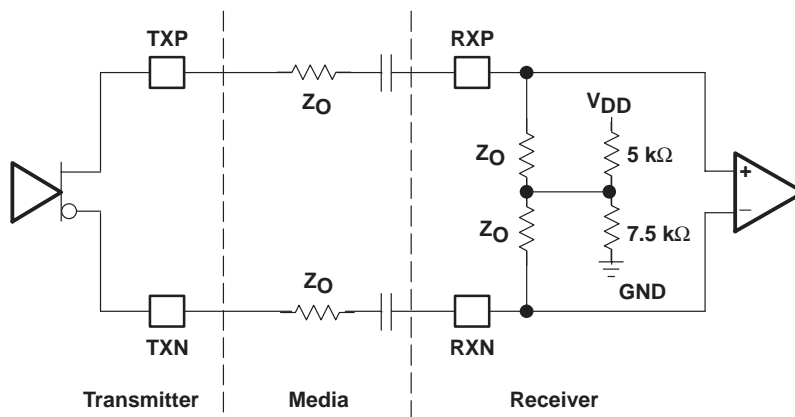 TXP
RXP
ZO
VDD
ZO
5 kΩ
+
−
ZO
7.5 kΩ
ZO
GND
TXN
RXN
Transmitter
Media
Receiver